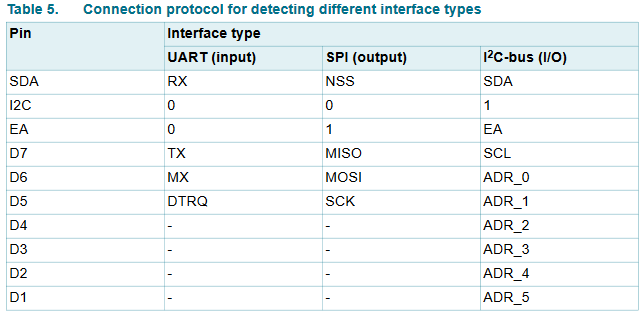 Table 5. Connection protocol for detecting different interface types
Pin Interface type
UART (input) SPI (output) I²C-bus (I/O)
SDA RX NSS SDA
I2C 0 0 1
EA 0 1 EA
D7 TX MISO SCL
D6 MX MOSI ADR_0
D5 DTRQ SCK ADR_1
D4 - - ADR_2
D3 - - ADR_3
D2 - - ADR_4
D1 - - ADR_5